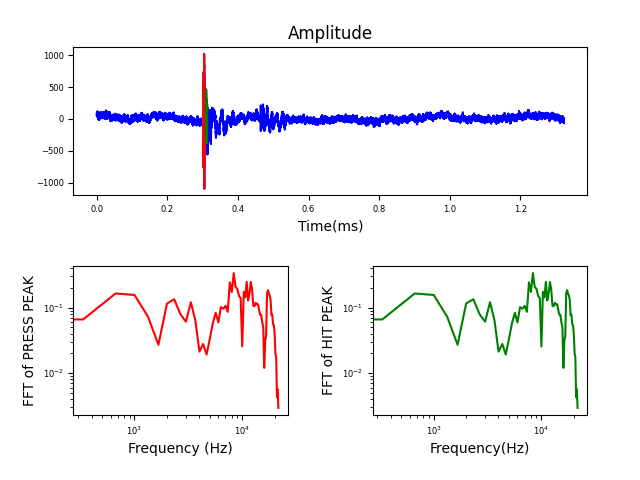 Amplitude
1000
500
0
−500
−1000
0.0 0.2 0.4 0.6 0.8 1.0 1.2
Time(ms)
FFT of PRESS PEAK
10⁻¹
10⁻²
10³ 10⁴
Frequency (Hz)
FFT of HIT PEAK
10⁻¹
10⁻²
10³ 10⁴
Frequency(Hz)